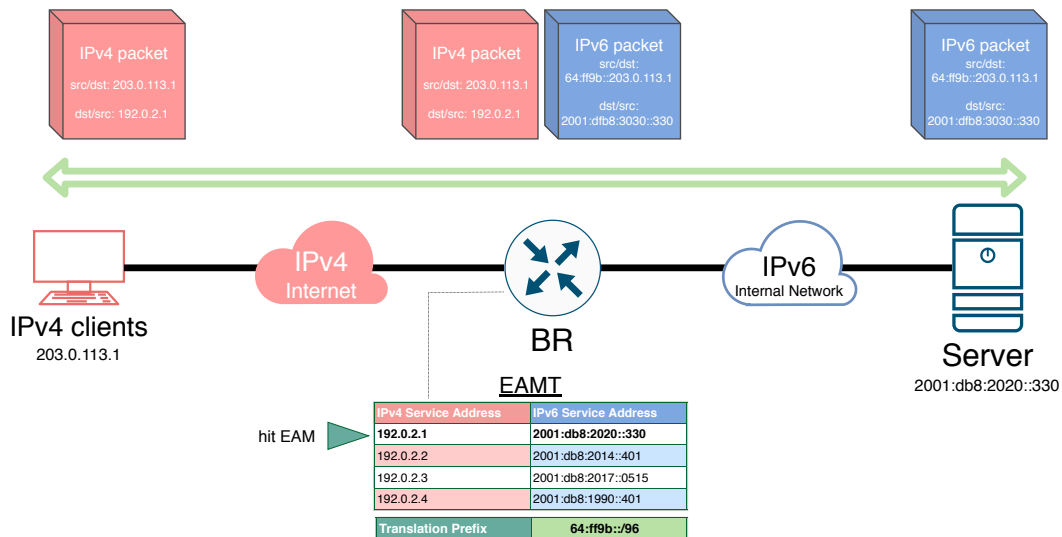 IPv4 packet
src/dst: 203.0.113.1
dst/src: 192.0.2.1
IPv4 packet
src/dst: 203.0.113.1
dst/src: 192.0.2.1
IPv6 packet
src/dst:
64:ff9b::203.0.113.1
dst/src:
2001:dfb8:3030::330
IPv6 packet
src/dst:
64:ff9b::203.0.113.1
dst/src:
2001:dfb8:3030::330
IPv4 clients
203.0.113.1
IPv4
Internet
BR
IPv6
Internal Network
Server
2001:db8:2020::330
EAMT
IPv4 Service Address IPv6 Service Address
hit EAM
192.0.2.1 2001:db8:2020::330
192.0.2.2 2001:db8:2014::401
192.0.2.3 2001:db8:2017::0515
192.0.2.4 2001:db8:1990::401
Translation Prefix 64:ff9b::/96